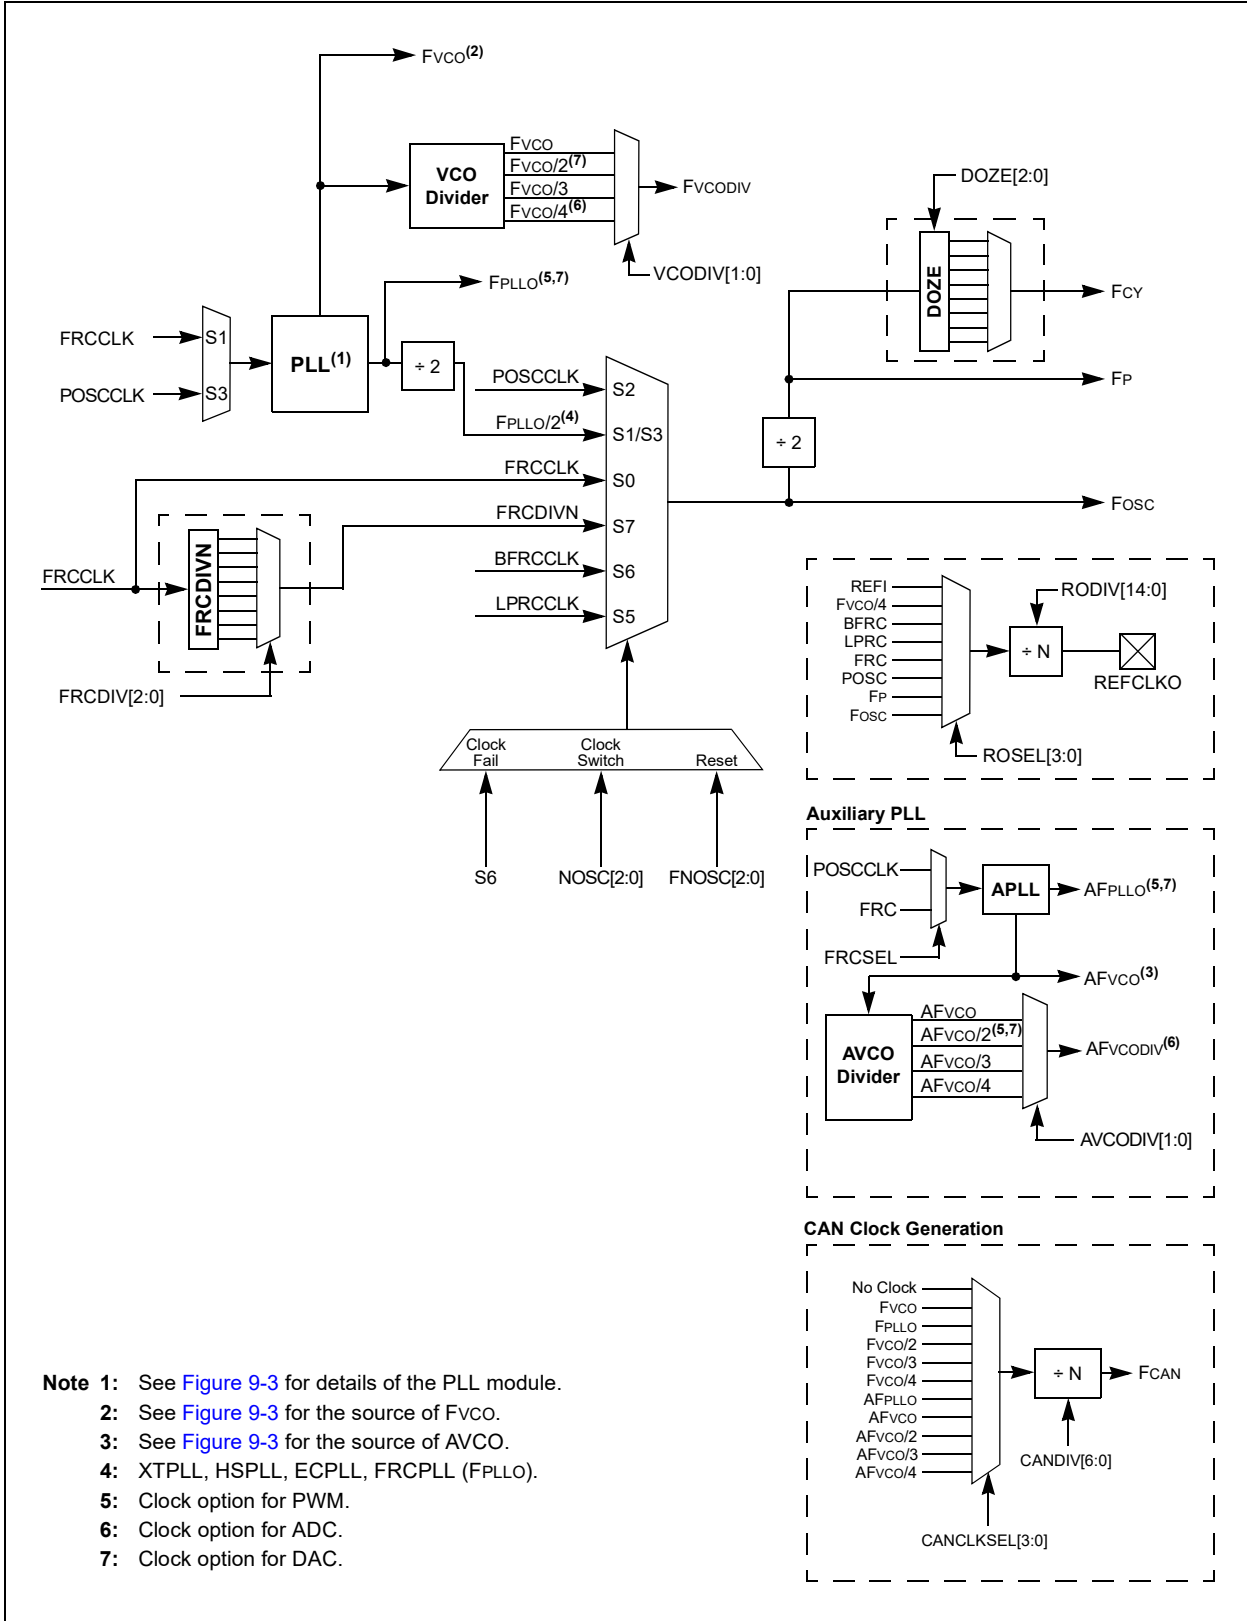 FVCO(2)
VCO
Divider
FVCO
FVCO/2(7)
FVCO/3
FVCO/4(6)
FVCODIV
VCODIV[1:0]
FPLLO(5,7)
FRCCLK
POSCCLK
S1
S3
PLL(1)
÷ 2
POSCCLK
FPLLO/2(4)
FRCCLK
FRCDIVN
BFRCCLK
LPRCCLK
S2
S1/S3
S0
S7
S6
S5
DOZE[2:0]
DOZE
FCY
FP
÷ 2
FOSC
FRCCLK
FRCDIVN
FRCDIV[2:0]
Clock
Fail
Clock
Switch
Reset
S6
NOSC[2:0]
FNOSC[2:0]
REFI
FVCO/4
BFRC
LPRC
FRC
POSC
FP
FOSC
RODIV[14:0]
÷ N
REFCLKO
ROSEL[3:0]
Auxiliary PLL
POSCCLK
FRC
FRCSEL
APLL
AFPLLO(5,7)
AFVCO(3)
AVCO
Divider
AFVCO
AFVCO/2(5,7)
AFVCO/3
AFVCO/4
AFVCODIV(6)
AVCODIV[1:0]
CAN Clock Generation
No Clock
FVCO
FPLLO
FVCO/2
FVCO/3
FVCO/4
AFPLLO
AFVCO
AFVCO/2
AFVCO/3
AFVCO/4
÷ N
FCAN
CANDIV[6:0]
CANCLKSEL[3:0]
Note 1: See Figure 9-3 for details of the PLL module.
2: See Figure 9-3 for the source of FVCO.
3: See Figure 9-3 for the source of AVCO.
4: XTPLL, HSPLL, ECPLL, FRCPLL (FPLLO).
5: Clock option for PWM.
6: Clock option for ADC.
7: Clock option for DAC.